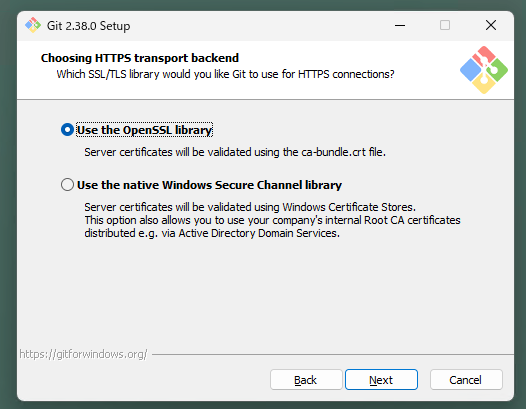 Git 2.38.0 Setup
Choosing HTTPS transport backend
Which SSL/TLS library would you like Git to use for HTTPS connections?
Use the OpenSSL library
Server certificates will be validated using the ca-bundle.crt file.
Use the native Windows Secure Channel library
Server certificates will be validated using Windows Certificate Stores.
This option also allows you to use your company's internal Root CA certificates
distributed e.g. via Active Directory Domain Services.
https://gitforwindows.org/
Back Next Cancel